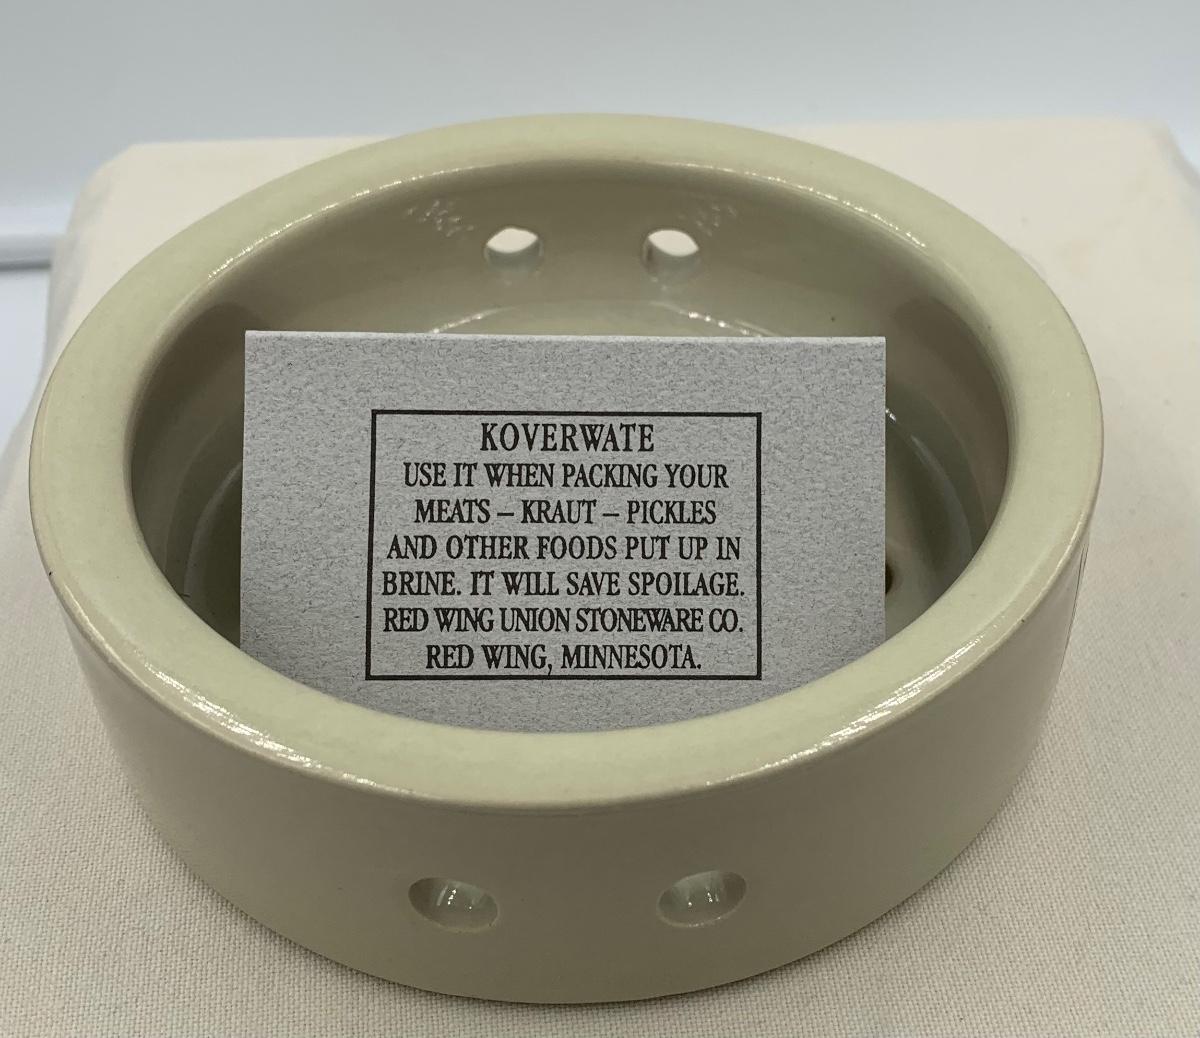 KOVERWATE
USE IT WHEN PACKING YOUR
MEATS – KRAUT – PICKLES
AND OTHER FOODS PUT UP IN
BRINE. IT WILL SAVE SPOILAGE.
RED WING UNION STONEWARE CO.
RED WING, MINNESOTA.